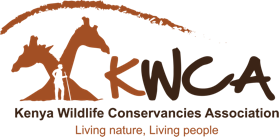 KWCA
Kenya Wildlife Conservancies Association
Living nature, Living people